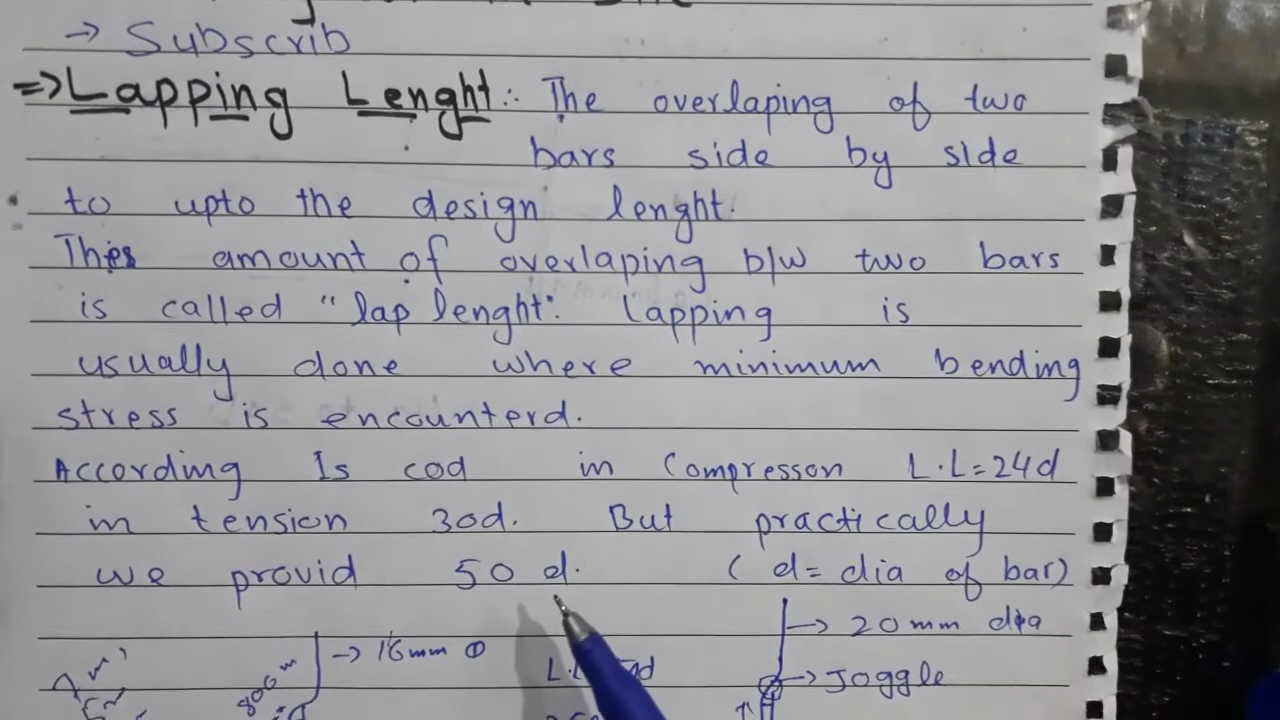 → Subscrib
⇒ Lapping Lenght:. The overlaping of two
bars side by side
to upto the design lenght.
This amount of overlaping b/w two bars
is called "lap lenght". Lapping is
usually done where minimum bending
stress is encounterd.
According Is cod in Compresson L.L=24d
in tension 30d. But practically
we provid 50 d. ( d= dia of bar)
→ 20mm dia
→ 16mm Φ
→ Joggle